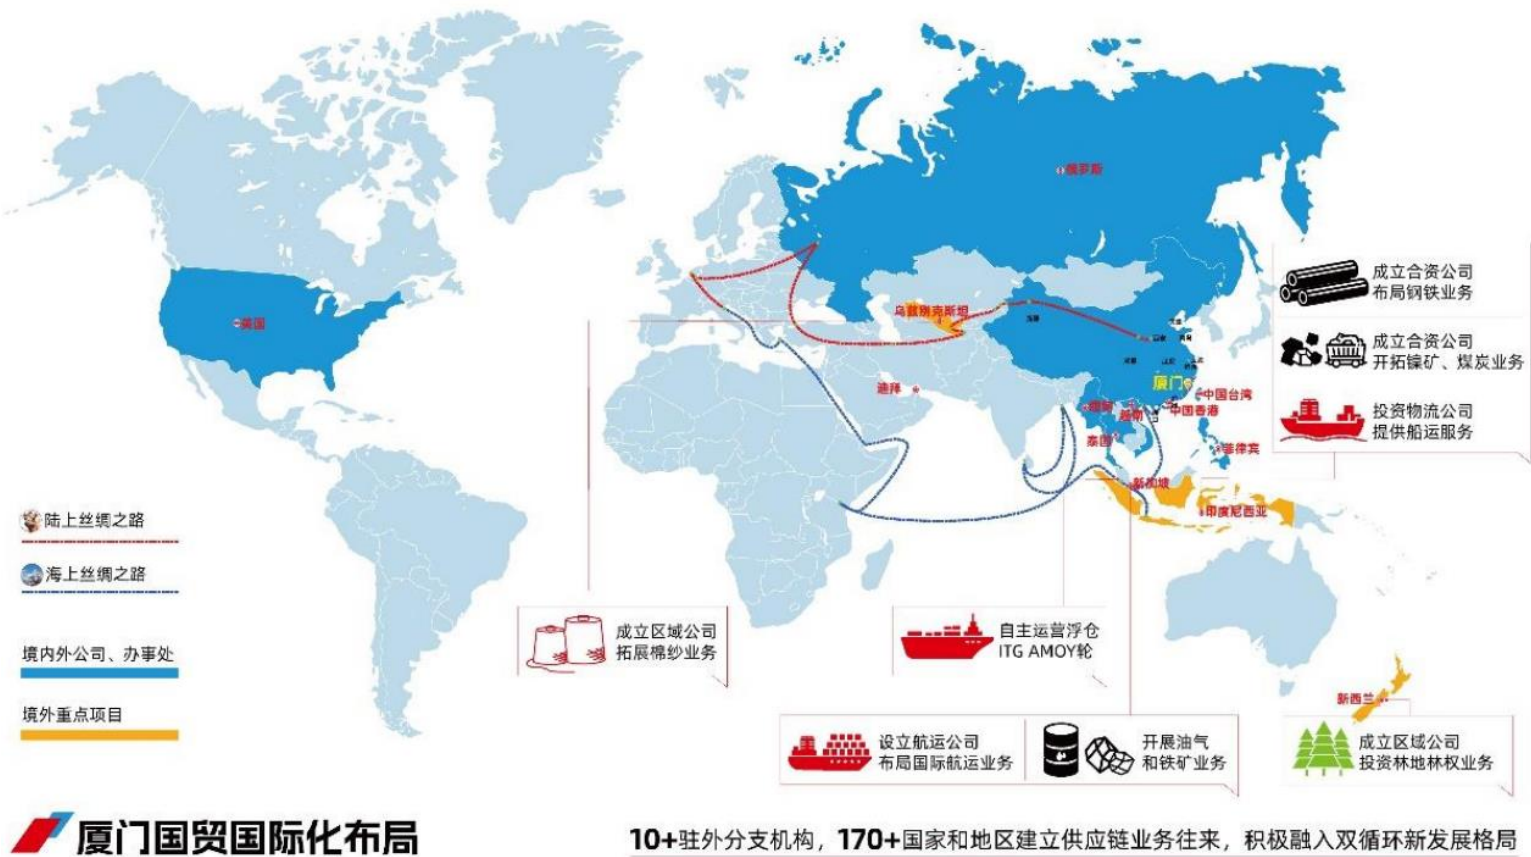 俄罗斯
美国
乌兹别克斯坦
迪拜
厦门
中国台湾
中国香港
缅甸
越南
泰国
菲律宾
新加坡
印度尼西亚
新西兰
成立合资公司
布局钢铁业务
成立合资公司
开拓镍矿、煤炭业务
投资物流公司
提供船运服务
陆上丝绸之路
海上丝绸之路
境内外公司、办事处
境外重点项目
成立区域公司
拓展棉纱业务
自主运营浮仓
ITG AMOY轮
设立航运公司
布局国际航运业务
开展油气
和铁矿业务
成立区域公司
投资林地林权业务
厦门国贸国际化布局
10+驻外分支机构，170+国家和地区建立供应链业务往来，积极融入双循环新发展格局